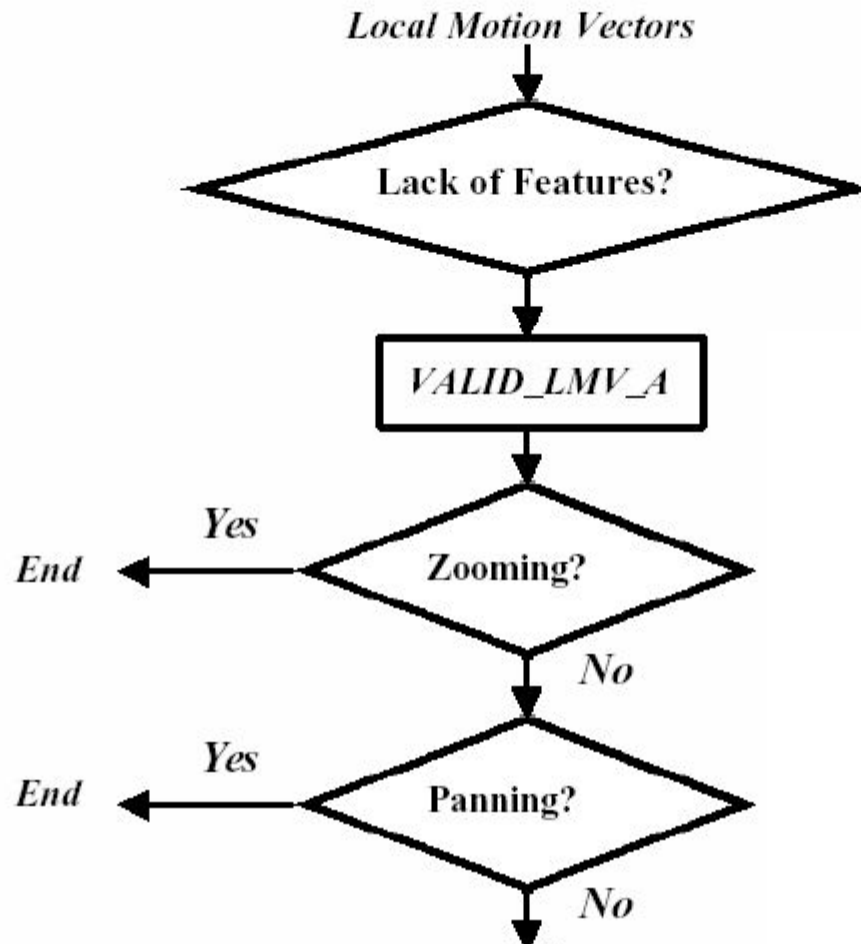 Local Motion Vectors
Lack of Features?
VALID_LMV_A
Yes
End
Zooming?
No
Yes
End
Panning?
No